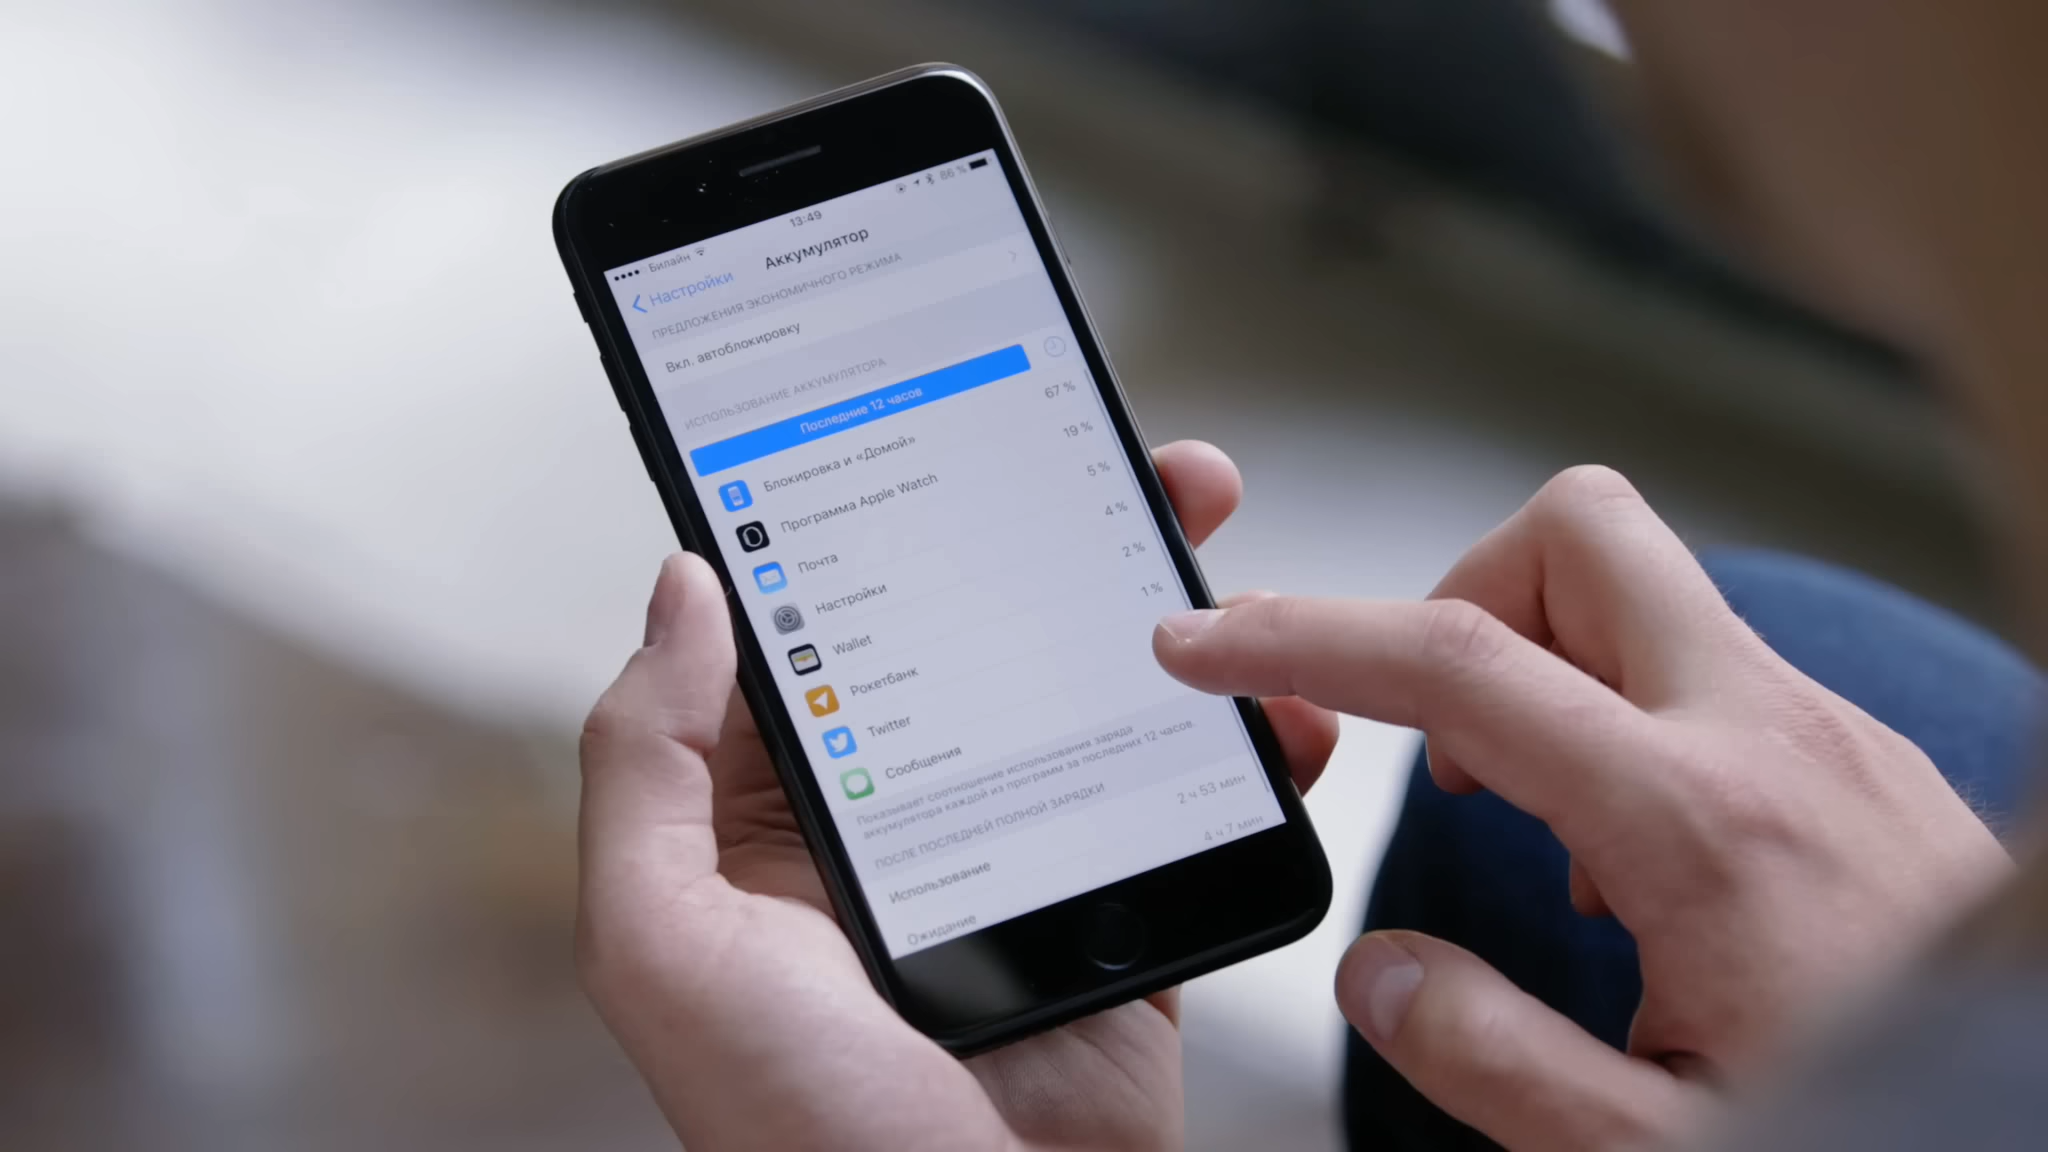 Билайн 13:49 86 %
Настройки Аккумулятор
ПРЕДЛОЖЕНИЯ ЭКОНОМИЧНОГО РЕЖИМА
Вкл. автоблокировку
ИСПОЛЬЗОВАНИЕ АККУМУЛЯТОРА
Последние 12 часов
Блокировка и «Домой» 67 %
Программа Apple Watch 19 %
Почта 5 %
Настройки 4 %
Wallet 2 %
Рокетбанк 1 %
Twitter
Сообщения
Показывает соотношение использования заряда
аккумулятора каждой из программ за последних 12 часов.
ПОСЛЕ ПОСЛЕДНЕЙ ПОЛНОЙ ЗАРЯДКИ
Использование 2 ч 53 мин
Ожидание 4 ч 7 мин